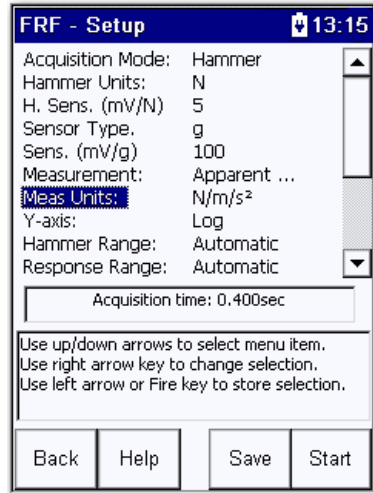 FRF - Setup 13:15
Acquisition Mode: Hammer
Hammer Units: N
H. Sens. (mV/N) 5
Sensor Type. g
Sens. (mV/g) 100
Measurement: Apparent ...
Meas Units: N/m/s²
Y-axis: Log
Hammer Range: Automatic
Response Range: Automatic
Acquisition time: 0.400sec
Use up/down arrows to select menu item.
Use right arrow key to change selection.
Use left arrow or Fire key to store selection.
Back Help Save Start